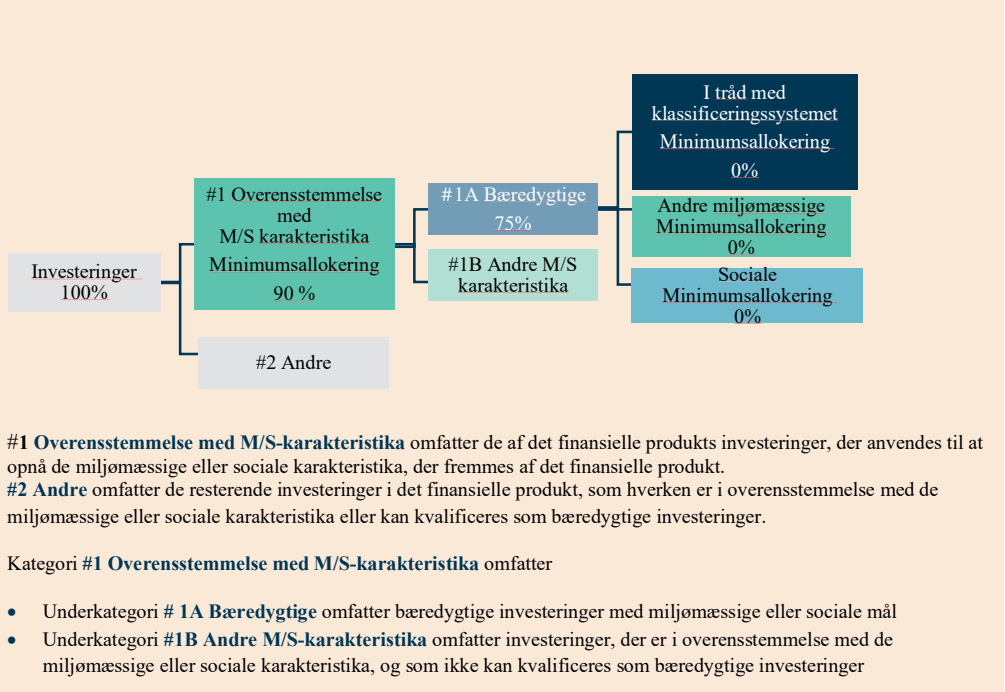 I tråd med
klassificeringssystemet
Minimumsallokering
0%
#1 Overensstemmelse
med
M/S karakteristika
Minimumsallokering
90 %
#1A Bæredygtige
75%
Andre miljømæssige
Minimumsallokering
0%
#1B Andre M/S
karakteristika
Investeringer
100%
Sociale
Minimumsallokering
0%
#2 Andre
#1 Overensstemmelse med M/S-karakteristika omfatter de af det finansielle produkts investeringer, der anvendes til at
opnå de miljømæssige eller sociale karakteristika, der fremmes af det finansielle produkt.
#2 Andre omfatter de resterende investeringer i det finansielle produkt, som hverken er i overensstemmelse med de
miljømæssige eller sociale karakteristika eller kan kvalificeres som bæredygtige investeringer.
Kategori #1 Overensstemmelse med M/S-karakteristika omfatter
• Underkategori # 1A Bæredygtige omfatter bæredygtige investeringer med miljømæssige eller sociale mål
• Underkategori #1B Andre M/S-karakteristika omfatter investeringer, der er i overensstemmelse med de
miljømæssige eller sociale karakteristika, og som ikke kan kvalificeres som bæredygtige investeringer